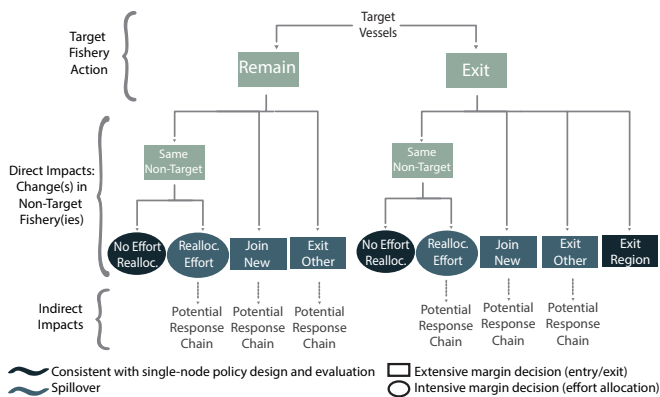 Target
Fishery
Action
Target
Vessels
Remain
Exit
Direct Impacts:
Change(s) in
Non-Target
Fishery(ies)
Same
Non-Target
Same
Non-Target
No Effort
Realloc.
Realloc.
Effort
Join
New
Exit
Other
No Effort
Realloc.
Realloc.
Effort
Join
New
Exit
Other
Exit
Region
Indirect
Impacts
Potential
Response
Chain
Potential
Response
Chain
Potential
Response
Chain
Potential
Response
Chain
Potential
Response
Chain
Potential
Response
Chain
Consistent with single-node policy design and evaluation
Spillover
Extensive margin decision (entry/exit)
Intensive margin decision (effort allocation)